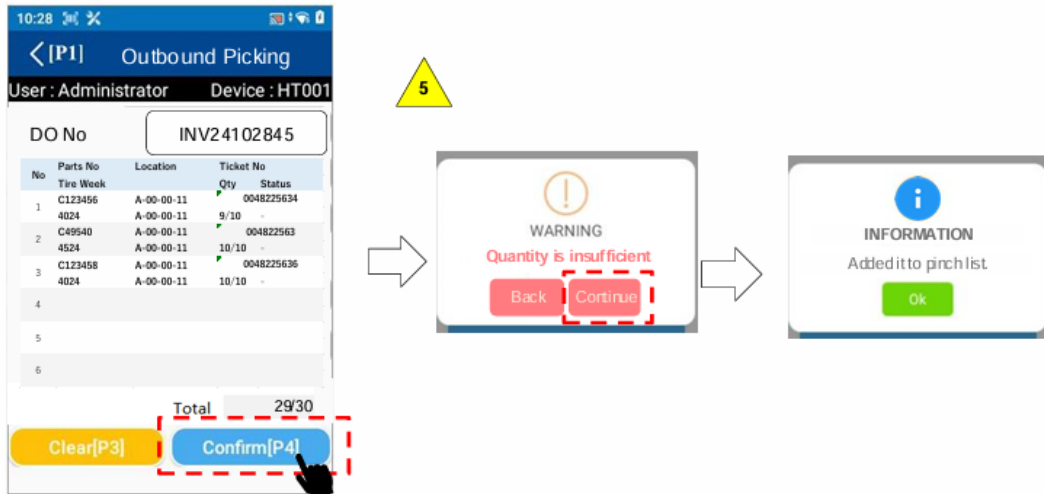 10:28
[P1] Outbound Picking
User : Administrator Device : HT001
DO No INV24102845
No Parts No Location Ticket No
Tire Week Qty Status
1 C123456 A-00-00-11 0048225634
4024 A-00-00-11 9/10 -
2 C49540 A-00-00-11 004822563
4524 A-00-00-11 10/10 -
3 C123458 A-00-00-11 0048225636
4024 A-00-00-11 10/10 -
4
5
6
Total 29/30
Clear[P3] Confirm[P4]
5
WARNING
Quantity is insufficient
Back Continue
i
INFORMATION
Added it to pinch list.
Ok